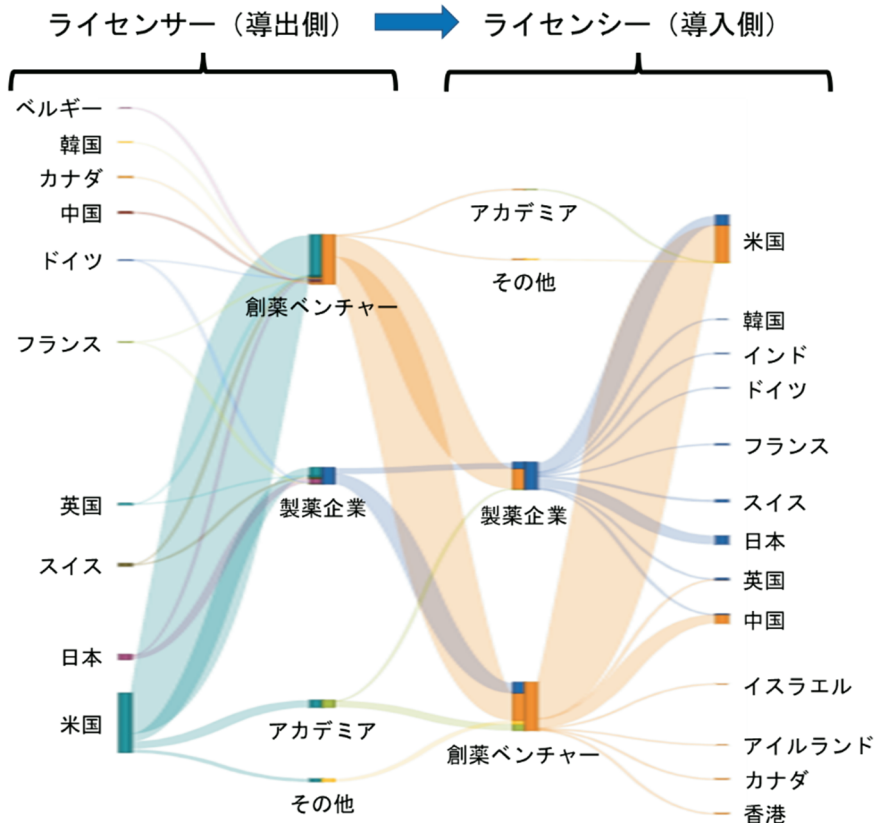 ライセンサー（導出側）
ライセンシー（導入側）
ベルギー
韓国
カナダ
中国
ドイツ
フランス
英国
スイス
日本
米国
創薬ベンチャー
製薬企業
アカデミア
その他
アカデミア
その他
製薬企業
創薬ベンチャー
米国
韓国
インド
ドイツ
フランス
スイス
日本
英国
中国
イスラエル
アイルランド
カナダ
香港